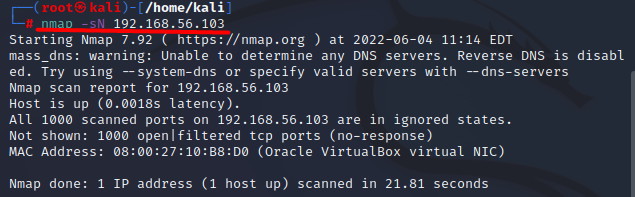 ┌──(root㉿kali)-[/home/kali]
└─# nmap -sN 192.168.56.103
Starting Nmap 7.92 ( https://nmap.org ) at 2022-06-04 11:14 EDT
mass_dns: warning: Unable to determine any DNS servers. Reverse DNS is disabl
ed. Try using --system-dns or specify valid servers with --dns-servers
Nmap scan report for 192.168.56.103
Host is up (0.0018s latency).
All 1000 scanned ports on 192.168.56.103 are in ignored states.
Not shown: 1000 open|filtered tcp ports (no-response)
MAC Address: 08:00:27:10:B8:D0 (Oracle VirtualBox virtual NIC)

Nmap done: 1 IP address (1 host up) scanned in 21.81 seconds